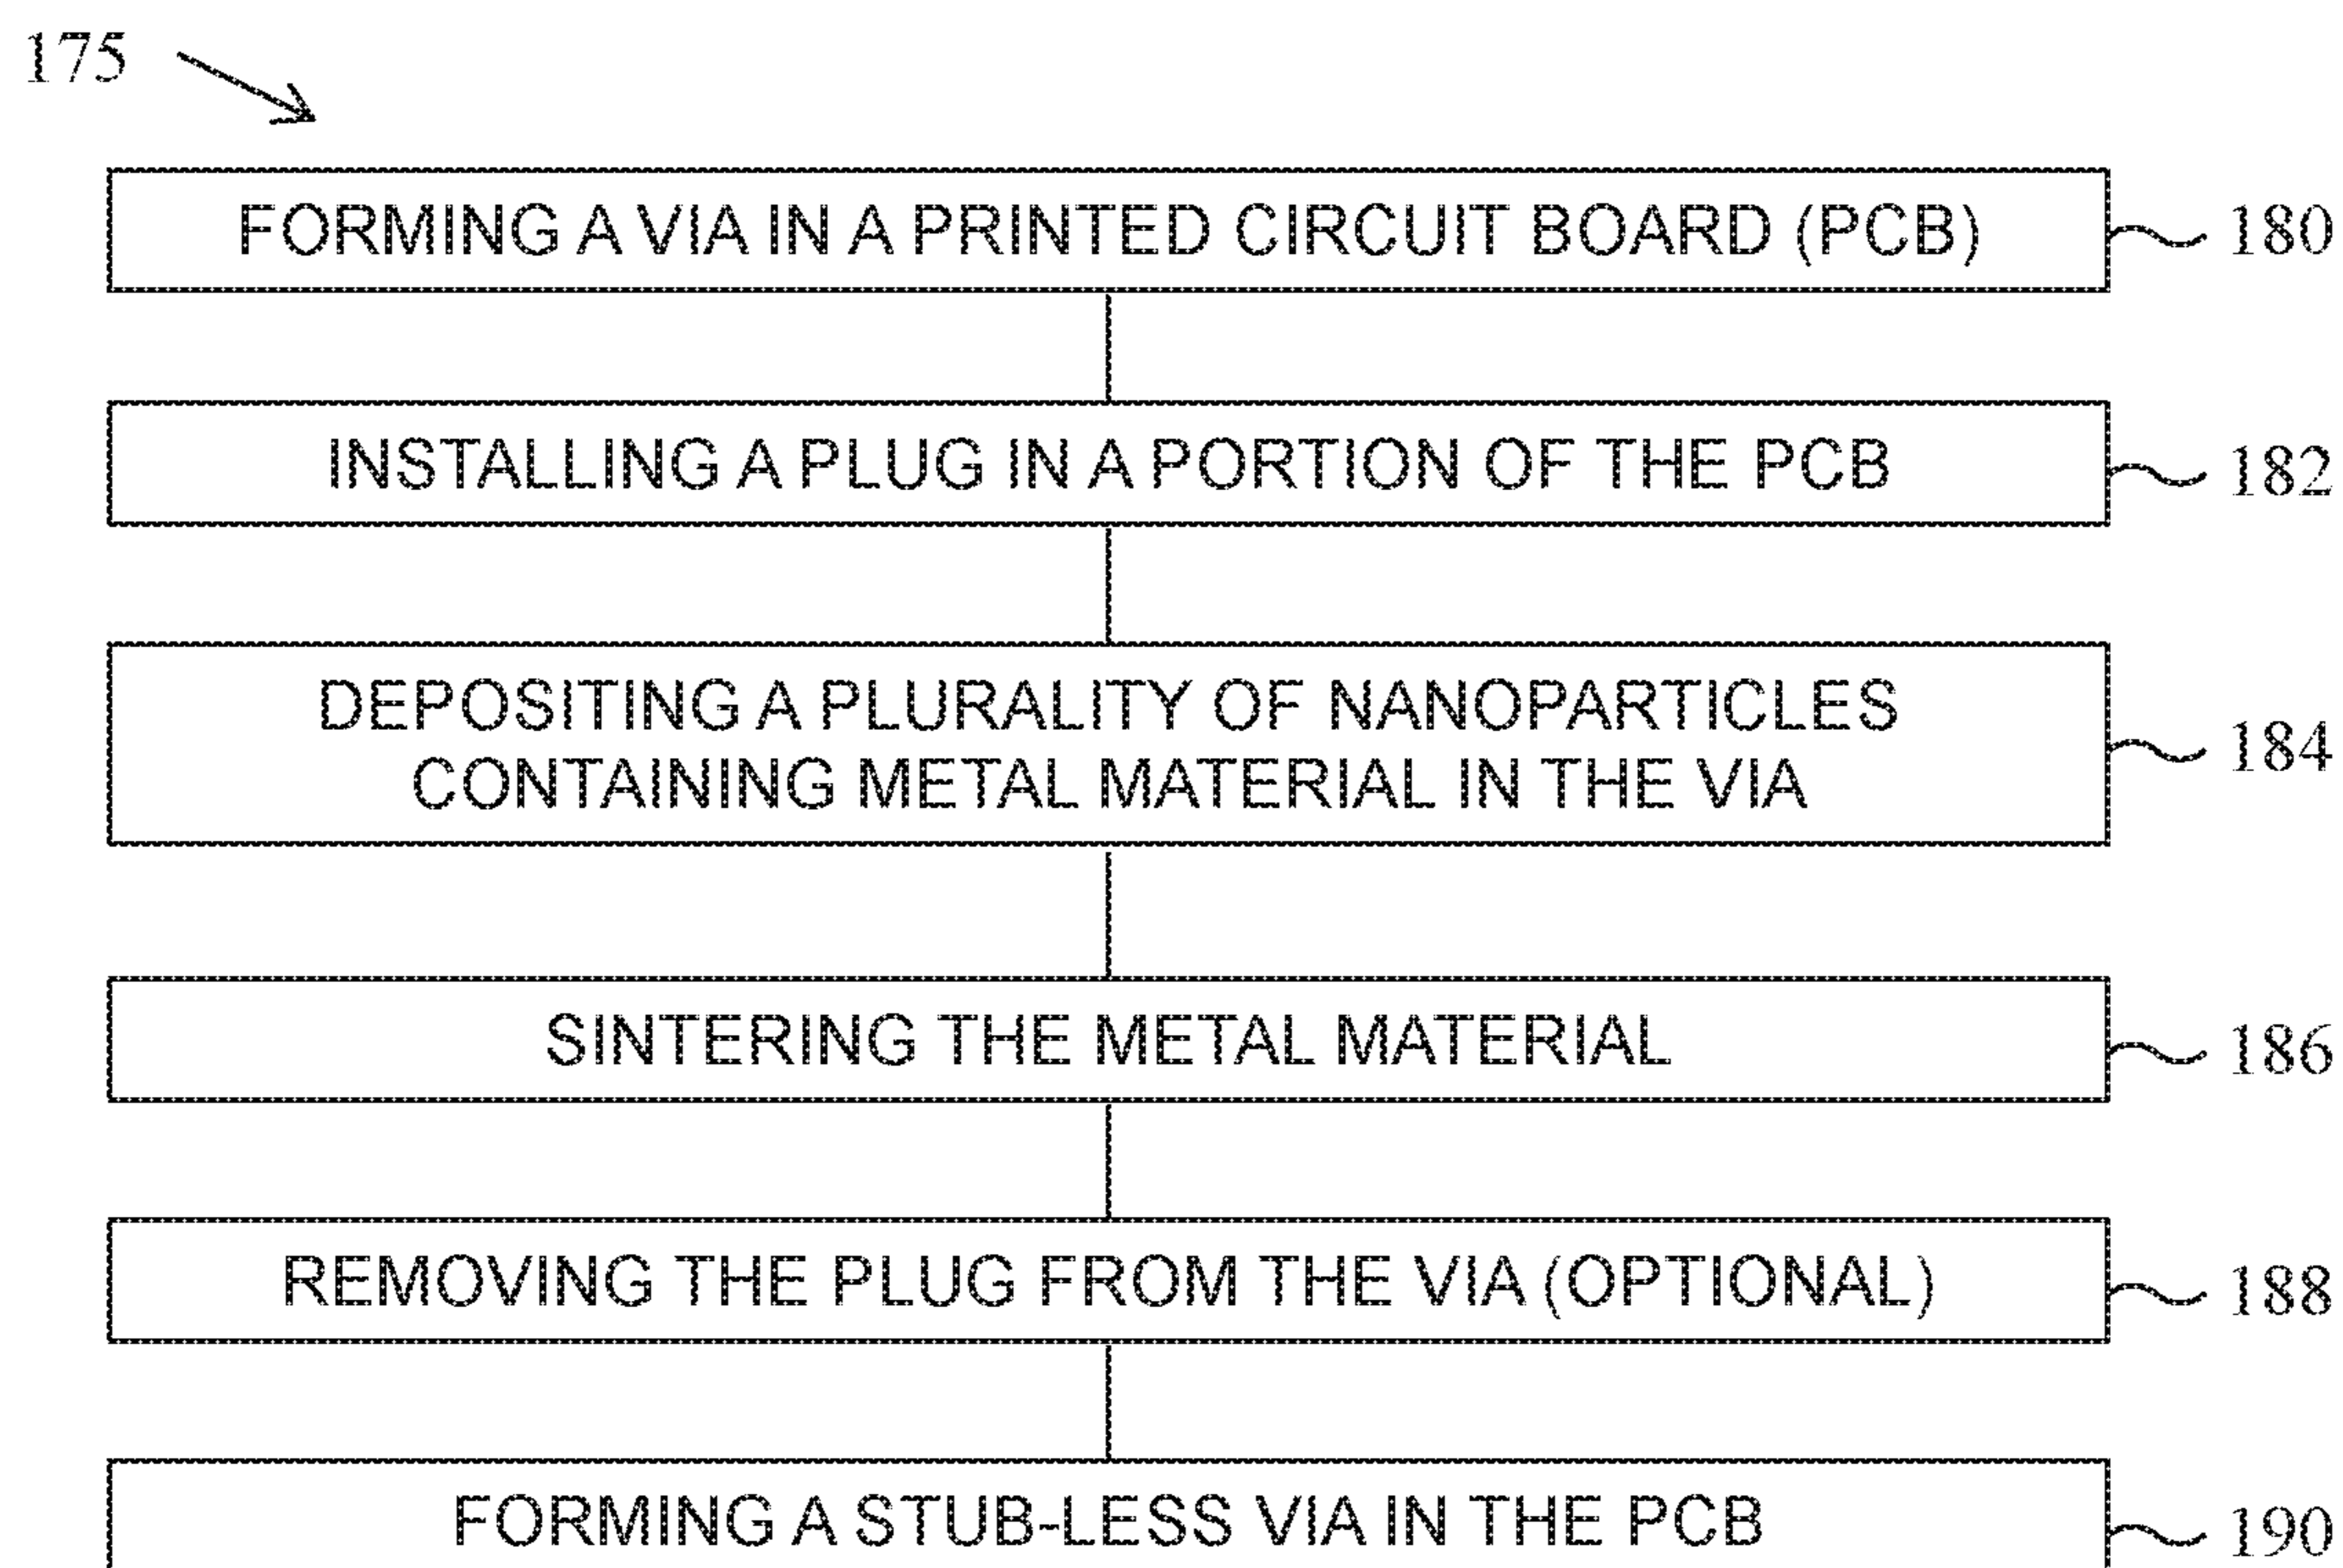 175
FORMING A VIA IN A PRINTED CIRCUIT BOARD (PCB) 180
INSTALLING A PLUG IN A PORTION OF THE PCB 182
DEPOSITING A PLURALITY OF NANOPARTICLES
CONTAINING METAL MATERIAL IN THE VIA 184
SINTERING THE METAL MATERIAL 186
REMOVING THE PLUG FROM THE VIA (OPTIONAL) 188
FORMING A STUB-LESS VIA IN THE PCB 190